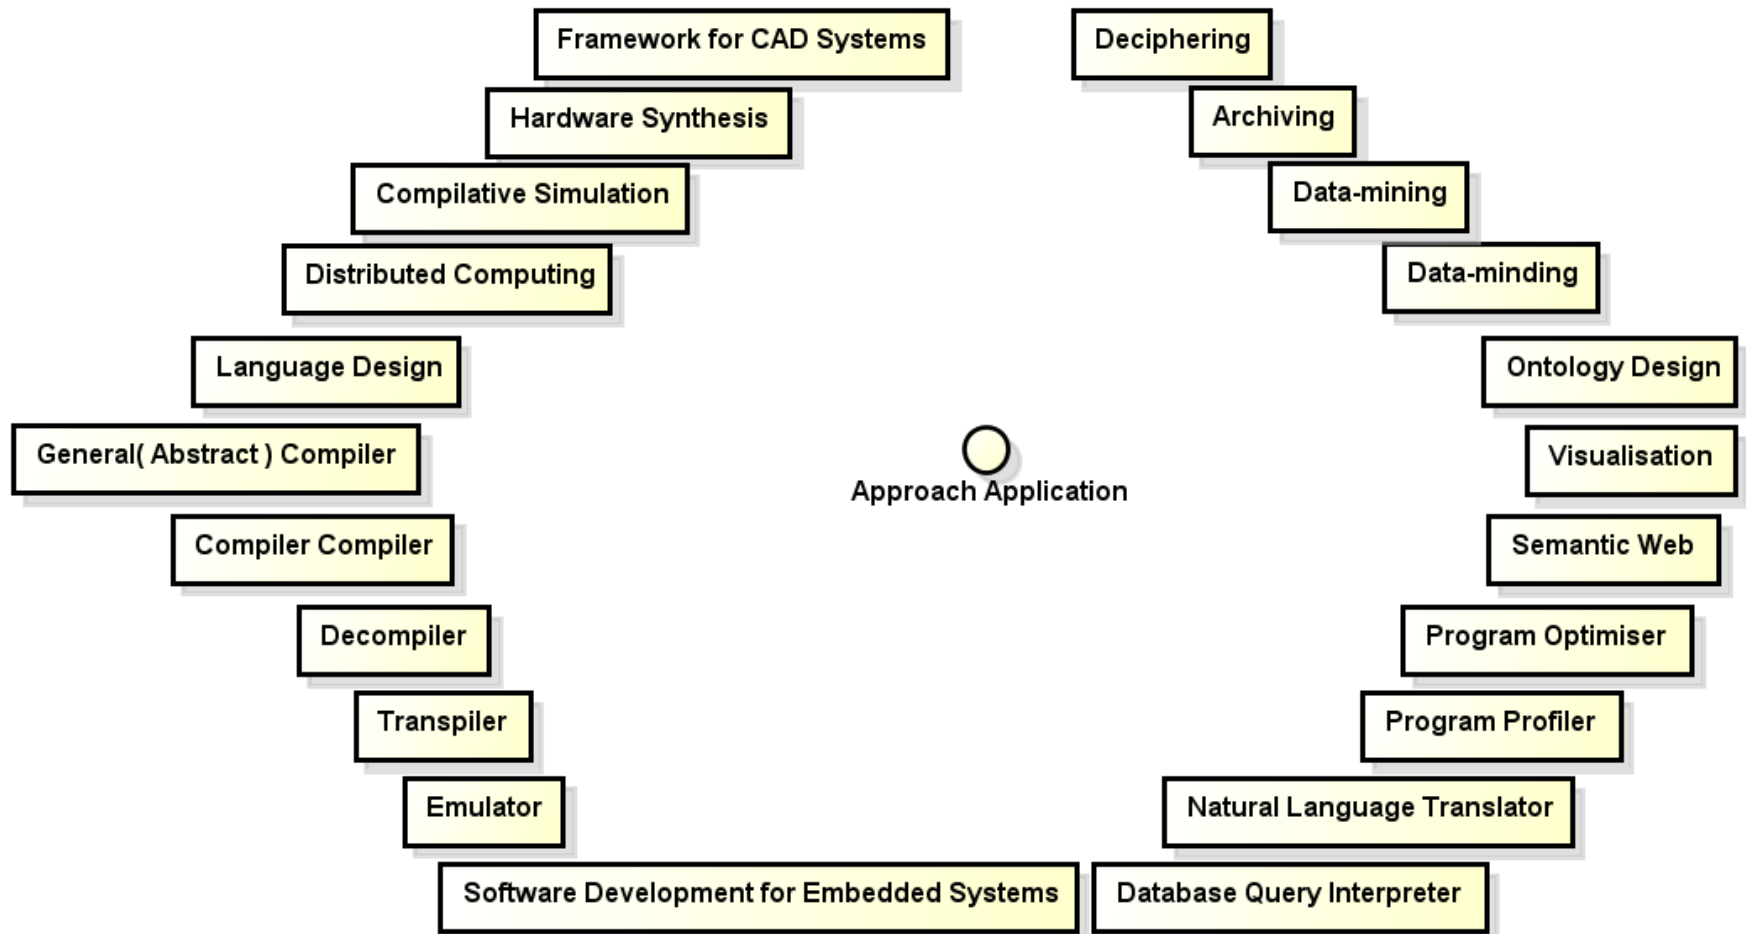 Framework for CAD Systems
Deciphering
Hardware Synthesis
Archiving
Compilative Simulation
Data-mining
Distributed Computing
Data-minding
Language Design
Ontology Design
General( Abstract ) Compiler
Visualisation
Approach Application
Compiler Compiler
Semantic Web
Decompiler
Program Optimiser
Transpiler
Program Profiler
Emulator
Natural Language Translator
Software Development for Embedded Systems
Database Query Interpreter